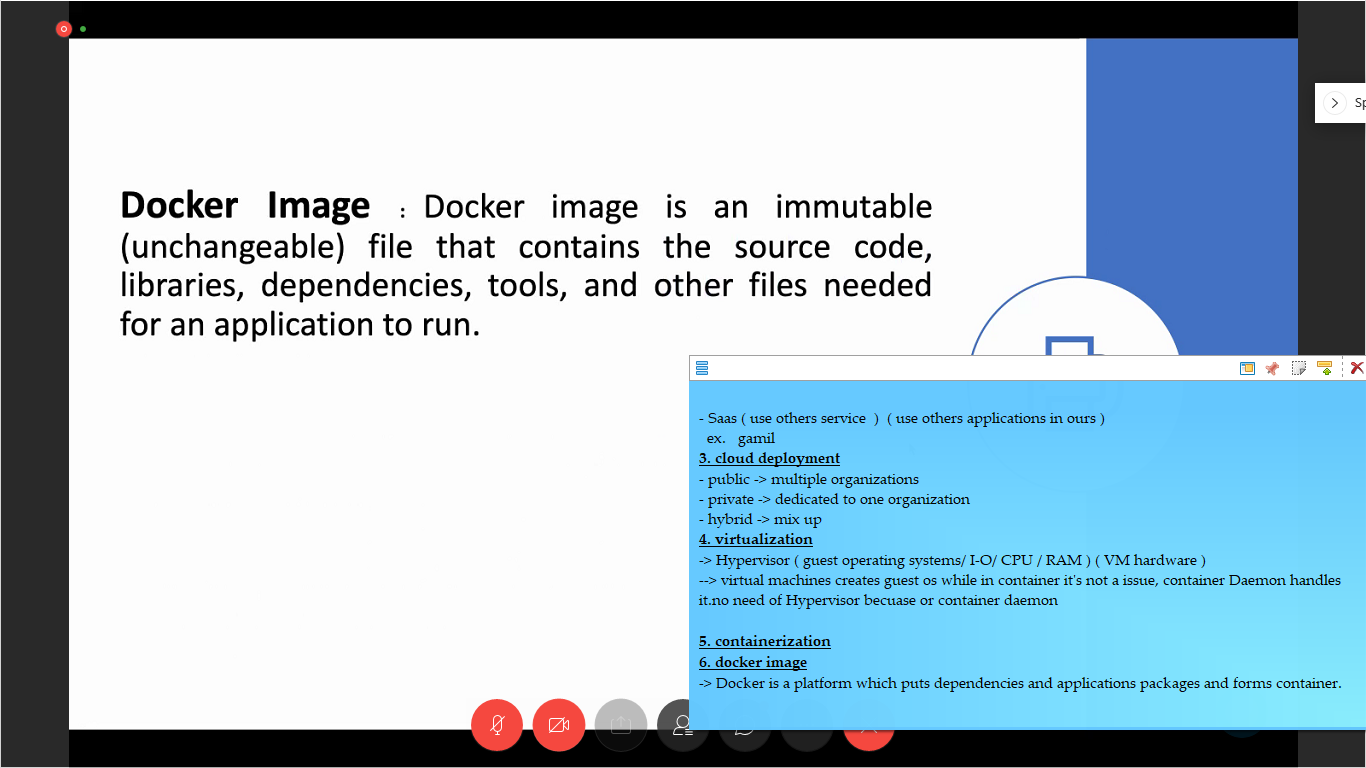 Docker Image : Docker image is an immutable
(unchangeable) file that contains the source code,
libraries, dependencies, tools, and other files needed
for an application to run.
- Saas ( use others service  )  ( use others applications in ours )
ex.   gamil
3. cloud deployment
- public -> multiple organizations
- private -> dedicated to one organization
- hybrid -> mix up
4. virtualization
-> Hypervisor ( guest operating systems/ I-O/ CPU / RAM ) ( VM hardware )
--> virtual machines creates guest os while in container it's not a issue, container Daemon handles
it.no need of Hypervisor becuase or container daemon
5. containerization
6. docker image
-> Docker is a platform which puts dependencies and applications packages and forms container.